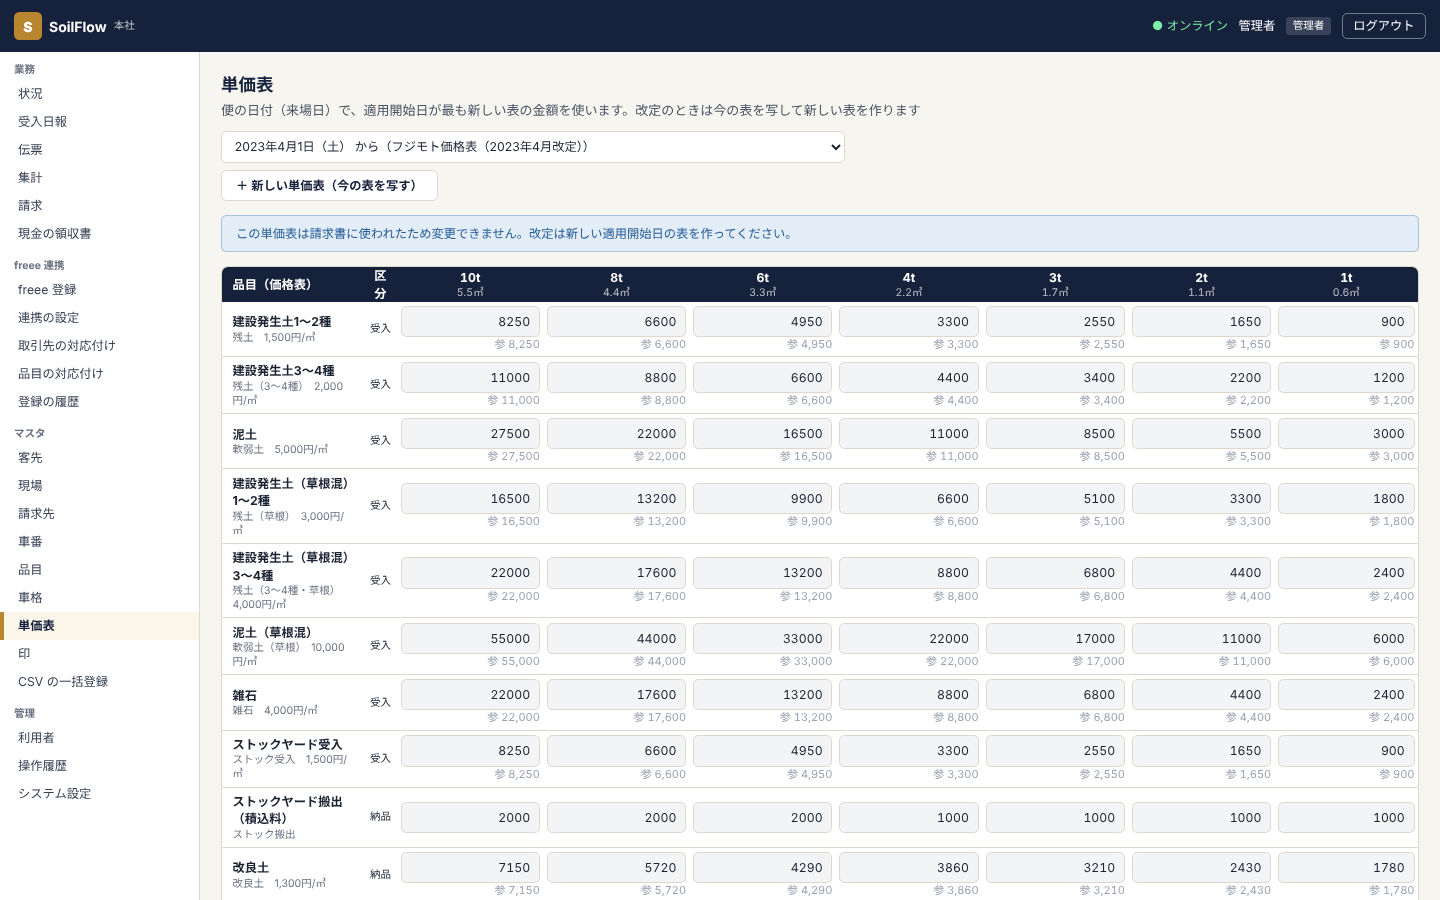 S SoilFlow 本社
オンライン 管理者 管理者 ログアウト
業務
状況
受入日報
伝票
集計
請求
現金の領収書
freee 連携
freee 登録
連携の設定
取引先の対応付け
品目の対応付け
登録の履歴
マスタ
客先
現場
請求先
車番
品目
車格
単価表
印
CSV の一括登録
管理
利用者
操作履歴
システム設定
単価表
便の日付（来場日）で、適用開始日が最も新しい表の金額を使います。改定のときは今の表を写して新しい表を作ります
2023年4月1日（土） から（フジモト価格表（2023年4月改定））
＋ 新しい単価表（今の表を写す）
この単価表は請求書に使われたため変更できません。改定は新しい適用開始日の表を作ってください。
品目（価格表） 区分 10t 8t 6t 4t 3t 2t 1t
5.5㎥ 4.4㎥ 3.3㎥ 2.2㎥ 1.7㎥ 1.1㎥ 0.6㎥
建設発生土1〜2種
残土　1,500円/㎥
受入 8250 6600 4950 3300 2550 1650 900
参 8,250 参 6,600 参 4,950 参 3,300 参 2,550 参 1,650 参 900
建設発生土3〜4種
残土（3〜4種）　2,000
円/㎥
受入 11000 8800 6600 4400 3400 2200 1200
参 11,000 参 8,800 参 6,600 参 4,400 参 3,400 参 2,200 参 1,200
泥土
軟弱土　5,000円/㎥
受入 27500 22000 16500 11000 8500 5500 3000
参 27,500 参 22,000 参 16,500 参 11,000 参 8,500 参 5,500 参 3,000
建設発生土（草根混）
1〜2種
残土（草根）　3,000円/
㎥
受入 16500 13200 9900 6600 5100 3300 1800
参 16,500 参 13,200 参 9,900 参 6,600 参 5,100 参 3,300 参 1,800
建設発生土（草根混）
3〜4種
残土（3〜4種・草根）
4,000円/㎥
受入 22000 17600 13200 8800 6800 4400 2400
参 22,000 参 17,600 参 13,200 参 8,800 参 6,800 参 4,400 参 2,400
泥土（草根混）
軟弱土（草根）　10,000
円/㎥
受入 55000 44000 33000 22000 17000 11000 6000
参 55,000 参 44,000 参 33,000 参 22,000 参 17,000 参 11,000 参 6,000
雑石
雑石　4,000円/㎥
受入 22000 17600 13200 8800 6800 4400 2400
参 22,000 参 17,600 参 13,200 参 8,800 参 6,800 参 4,400 参 2,400
ストックヤード受入
ストック受入　1,500円/
㎥
受入 8250 6600 4950 3300 2550 1650 900
参 8,250 参 6,600 参 4,950 参 3,300 参 2,550 参 1,650 参 900
ストックヤード搬出
（積込料）
ストック搬出
納品 2000 2000 2000 1000 1000 1000 1000
改良土
改良土　1,300円/㎥
納品 7150 5720 4290 3860 3210 2430 1780
参 7,150 参 5,720 参 4,290 参 3,860 参 3,210 参 2,430 参 1,780